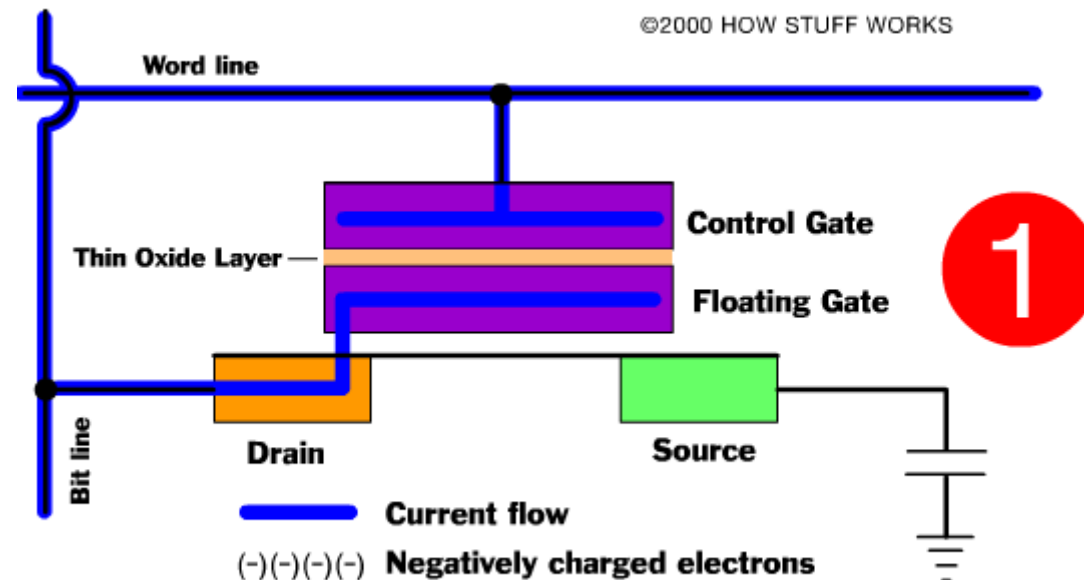 ©2000 HOW STUFF WORKS
Word line
Control Gate
Thin Oxide Layer
Floating Gate
1
Drain
Source
Bit line
Current flow
(-)(-)(-)(-) Negatively charged electrons